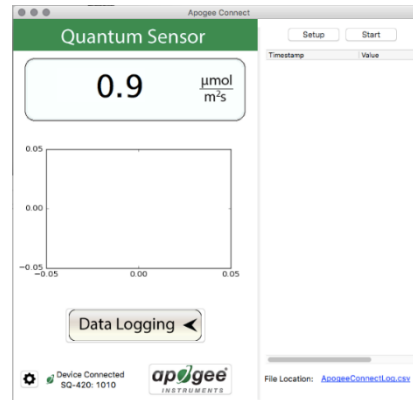 Apogee Connect
Quantum Sensor
0.9 µmol
m²s
0.05
0.00
−0.05
−0.05 0.00 0.05
Data Logging
Device Connected
SQ-420: 1010
apogee
INSTRUMENTS
Setup Start
Timestamp Value
File Location: ApogeeConnectLog.csv